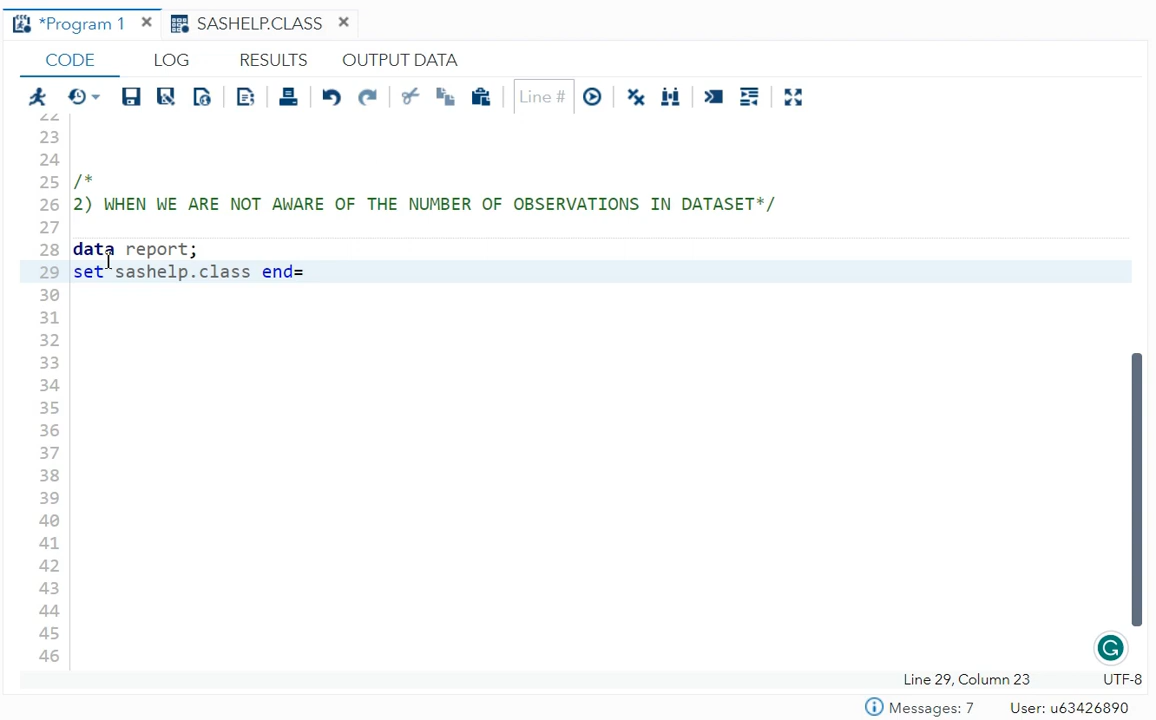 *Program 1 × SASHELP.CLASS ×
CODE LOG RESULTS OUTPUT DATA
Line #
22
23
24
25 /*
26 2) WHEN WE ARE NOT AWARE OF THE NUMBER OF OBSERVATIONS IN DATASET*/
27
28 data report;
29 set sashelp.class end=
30
31
32
33
34
35
36
37
38
39
40
41
42
43
44
45
46
Line 29, Column 23 UTF-8
Messages: 7 User: u63426890